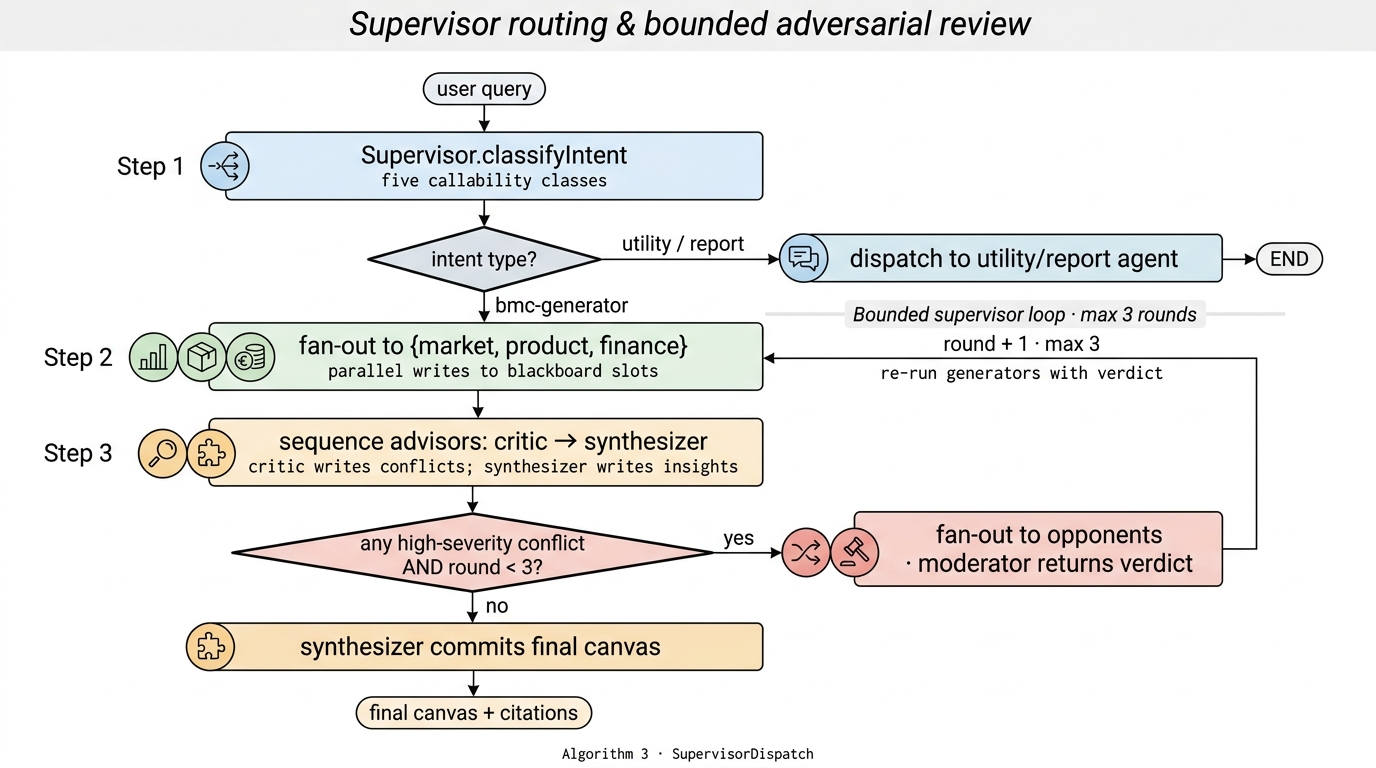 Supervisor routing & bounded adversarial review
user query
Step 1
Supervisor.classifyIntent
five callability classes
intent type?
utility / report
dispatch to utility/report agent
END
bmc-generator
Bounded supervisor loop · max 3 rounds
Step 2
fan-out to {market, product, finance}
parallel writes to blackboard slots
round + 1 · max 3
re-run generators with verdict
Step 3
sequence advisors: critic → synthesizer
critic writes conflicts; synthesizer writes insights
any high-severity conflict
AND round < 3?
yes
fan-out to opponents
· moderator returns verdict
no
synthesizer commits final canvas
final canvas + citations
Algorithm 3 · SupervisorDispatch